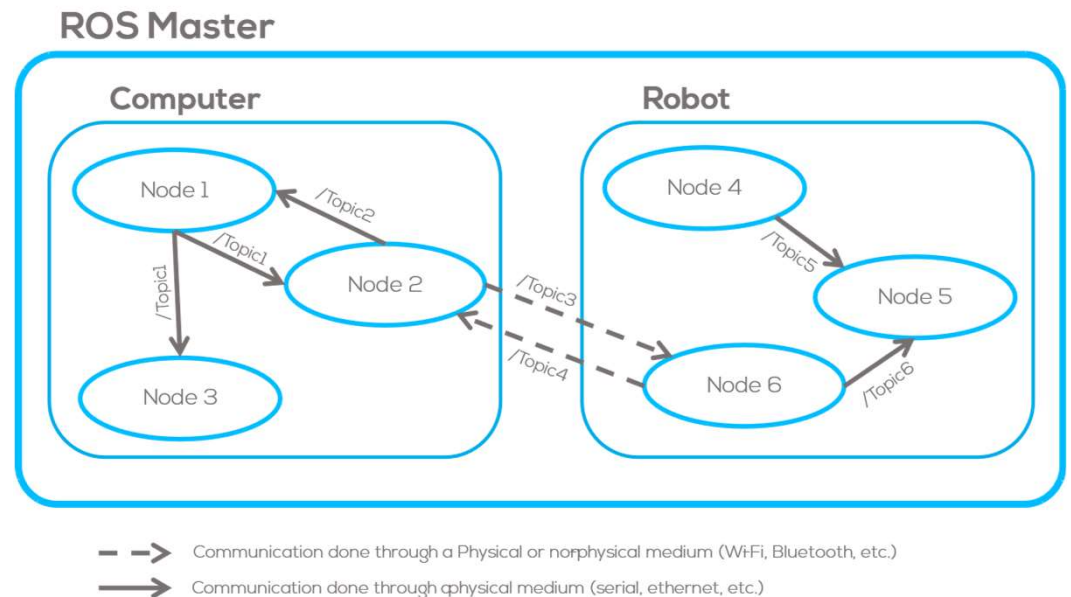 ROS Master
Computer
Robot
Node 1
Node 4
/Topic2
/Topic1
/Topic5
/Topic1
Node 2
/Topic3
Node 5
/Topic4
Node 3
Node 6
/Topic6
Communication done through a Physical or non-physical medium (Wi-Fi, Bluetooth, etc.)
Communication done through a physical medium (serial, ethernet, etc.)